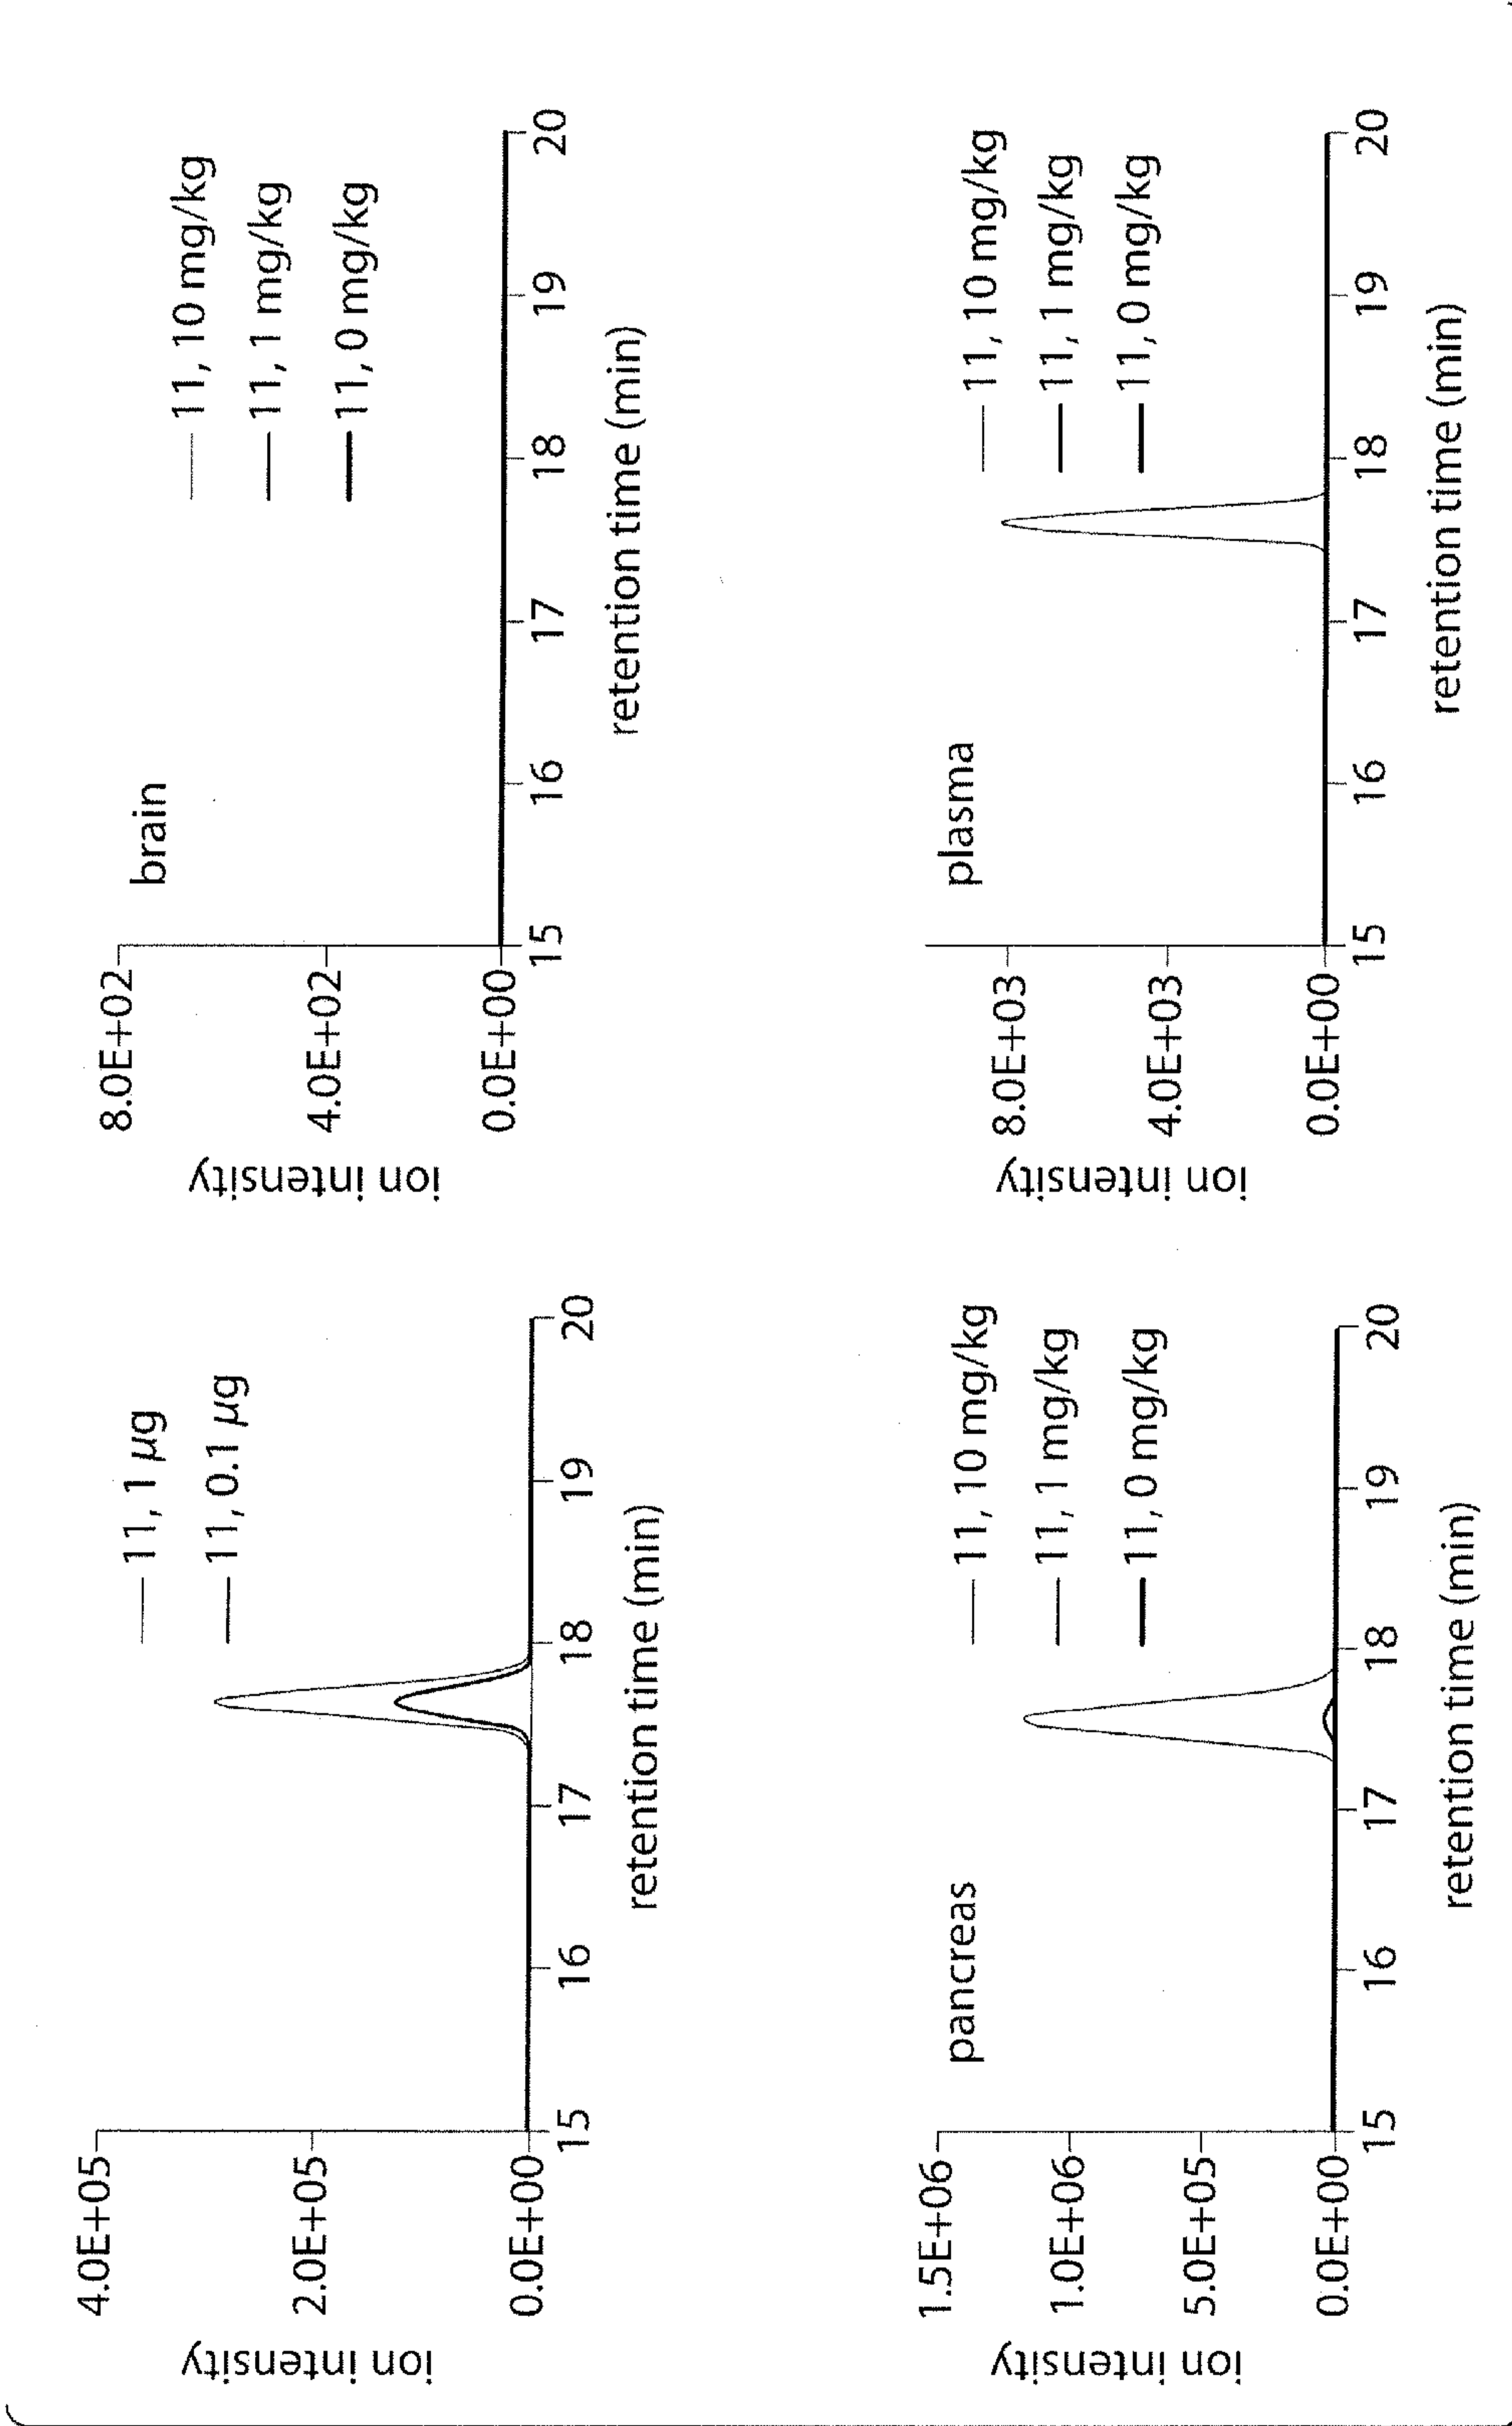 4.0E+05
2.0E+05
0.0E+00
ion intensity
11, 1 μg
11, 0.1 μg
15 16 17 18 19 20
retention time (min)
brain
8.0E+02
4.0E+02
0.0E+00
ion intensity
11, 10 mg/kg
11, 1 mg/kg
11, 0 mg/kg
15 16 17 18 19 20
retention time (min)
pancreas
1.5E+06
1.0E+06
5.0E+05
0.0E+00
ion intensity
11, 10 mg/kg
11, 1 mg/kg
11, 0 mg/kg
15 16 17 18 19 20
retention time (min)
plasma
8.0E+03
4.0E+03
0.0E+00
ion intensity
11, 10 mg/kg
11, 1 mg/kg
11, 0 mg/kg
15 16 17 18 19 20
retention time (min)